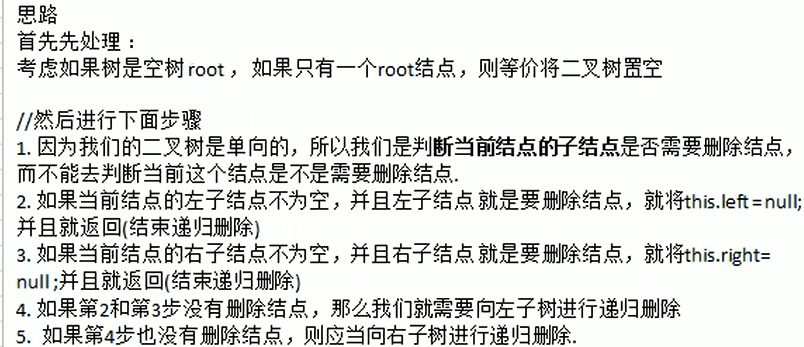 思路
首先先处理：
考虑如果树是空树root，如果只有一个root结点，则等价将二叉树置空
//然后进行下面步骤
1. 因为我们的二叉树是单向的，所以我们是判断当前结点的子结点是否需要删除结点，
而不能去判断当前这个结点是不是需要删除结点.
2. 如果当前结点的左子结点不为空，并且左子结点 就是要删除结点，就将this.left = null;
并且就返回(结束递归删除)
3. 如果当前结点的右子结点不为空，并且右子结点 就是要删除结点，就将this.right=
null ;并且就返回(结束递归删除)
4. 如果第2和第3步没有删除结点，那么我们就需要向左子树进行递归删除
5.  如果第4步也没有删除结点，则应当向右子树进行递归删除.